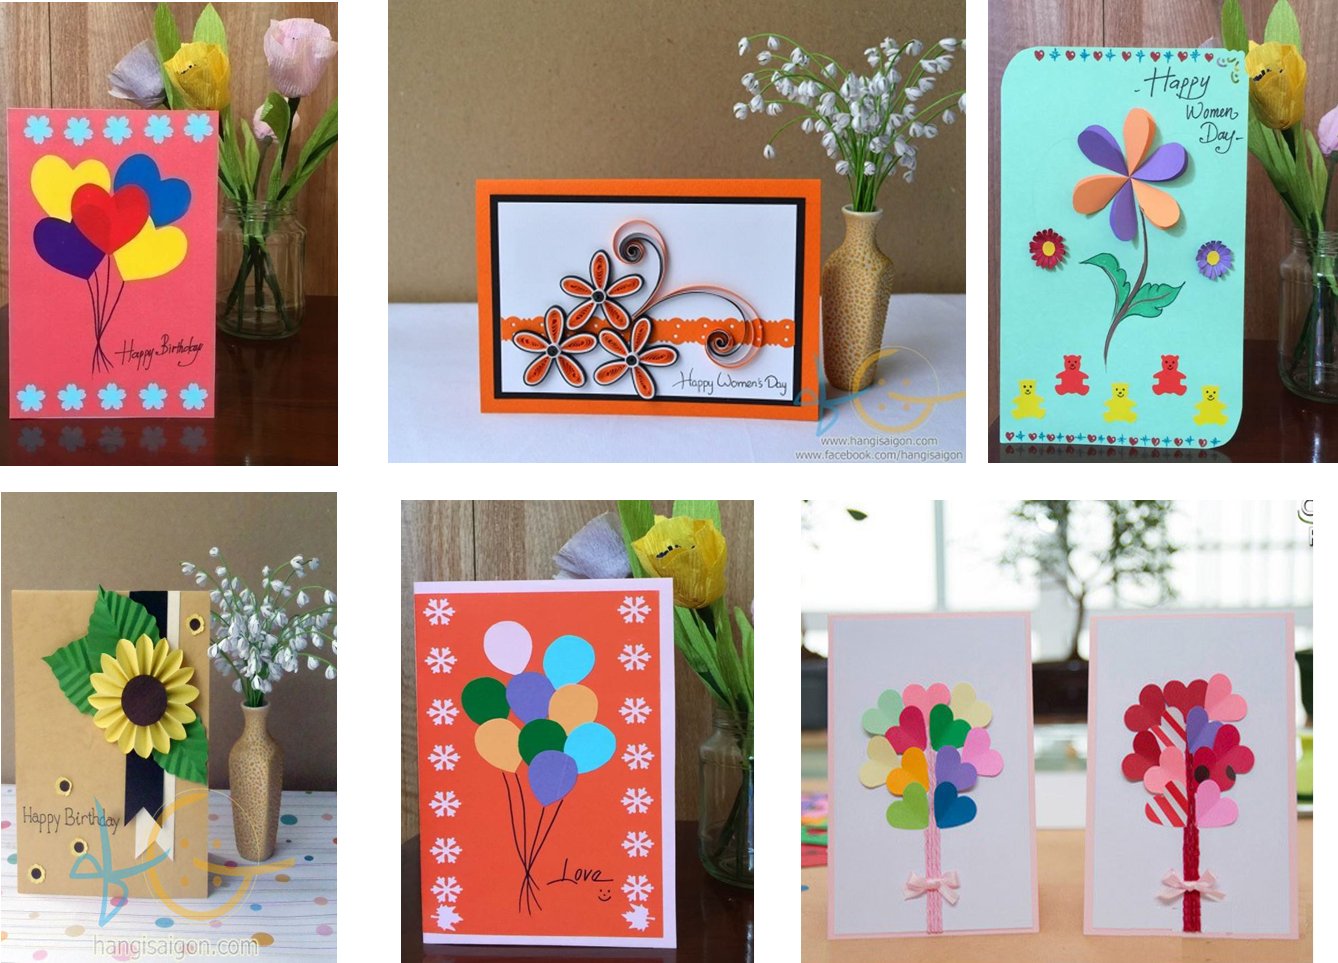 Happy Birthday
Happy Women's Day
www.hangisaigon.com
www.facebook.com/hangisaigon
-Happy
Women
Day-
Happy Birthday
hangisaigon.com
Love